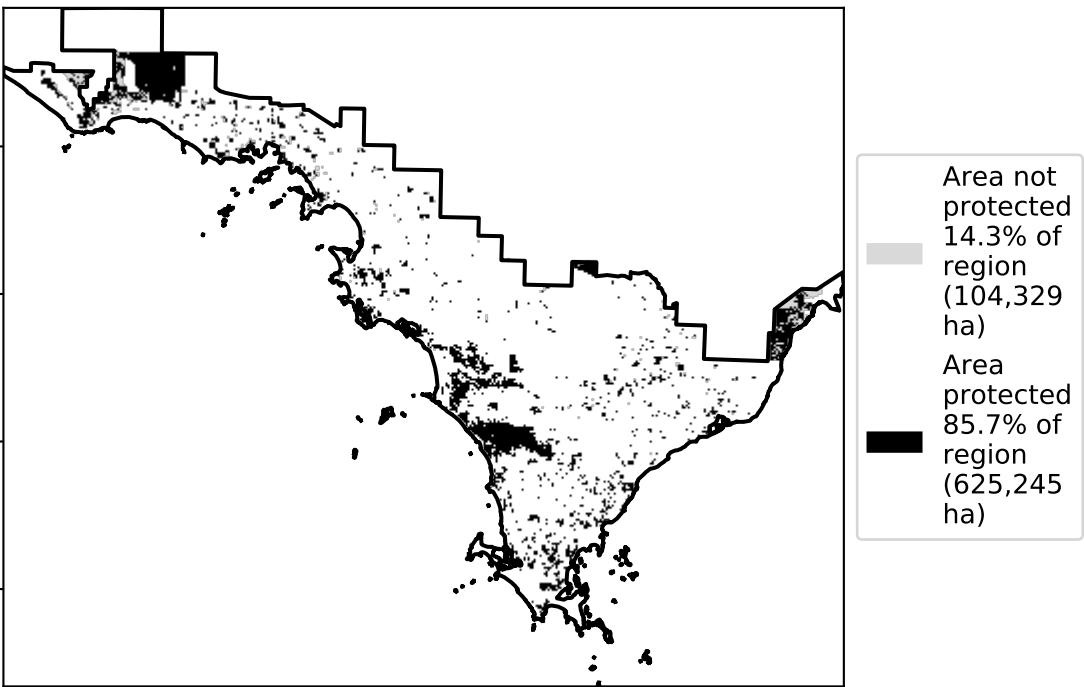 Area not
protected
14.3% of
region
(104,329
ha)
Area
protected
85.7% of
region
(625,245
ha)